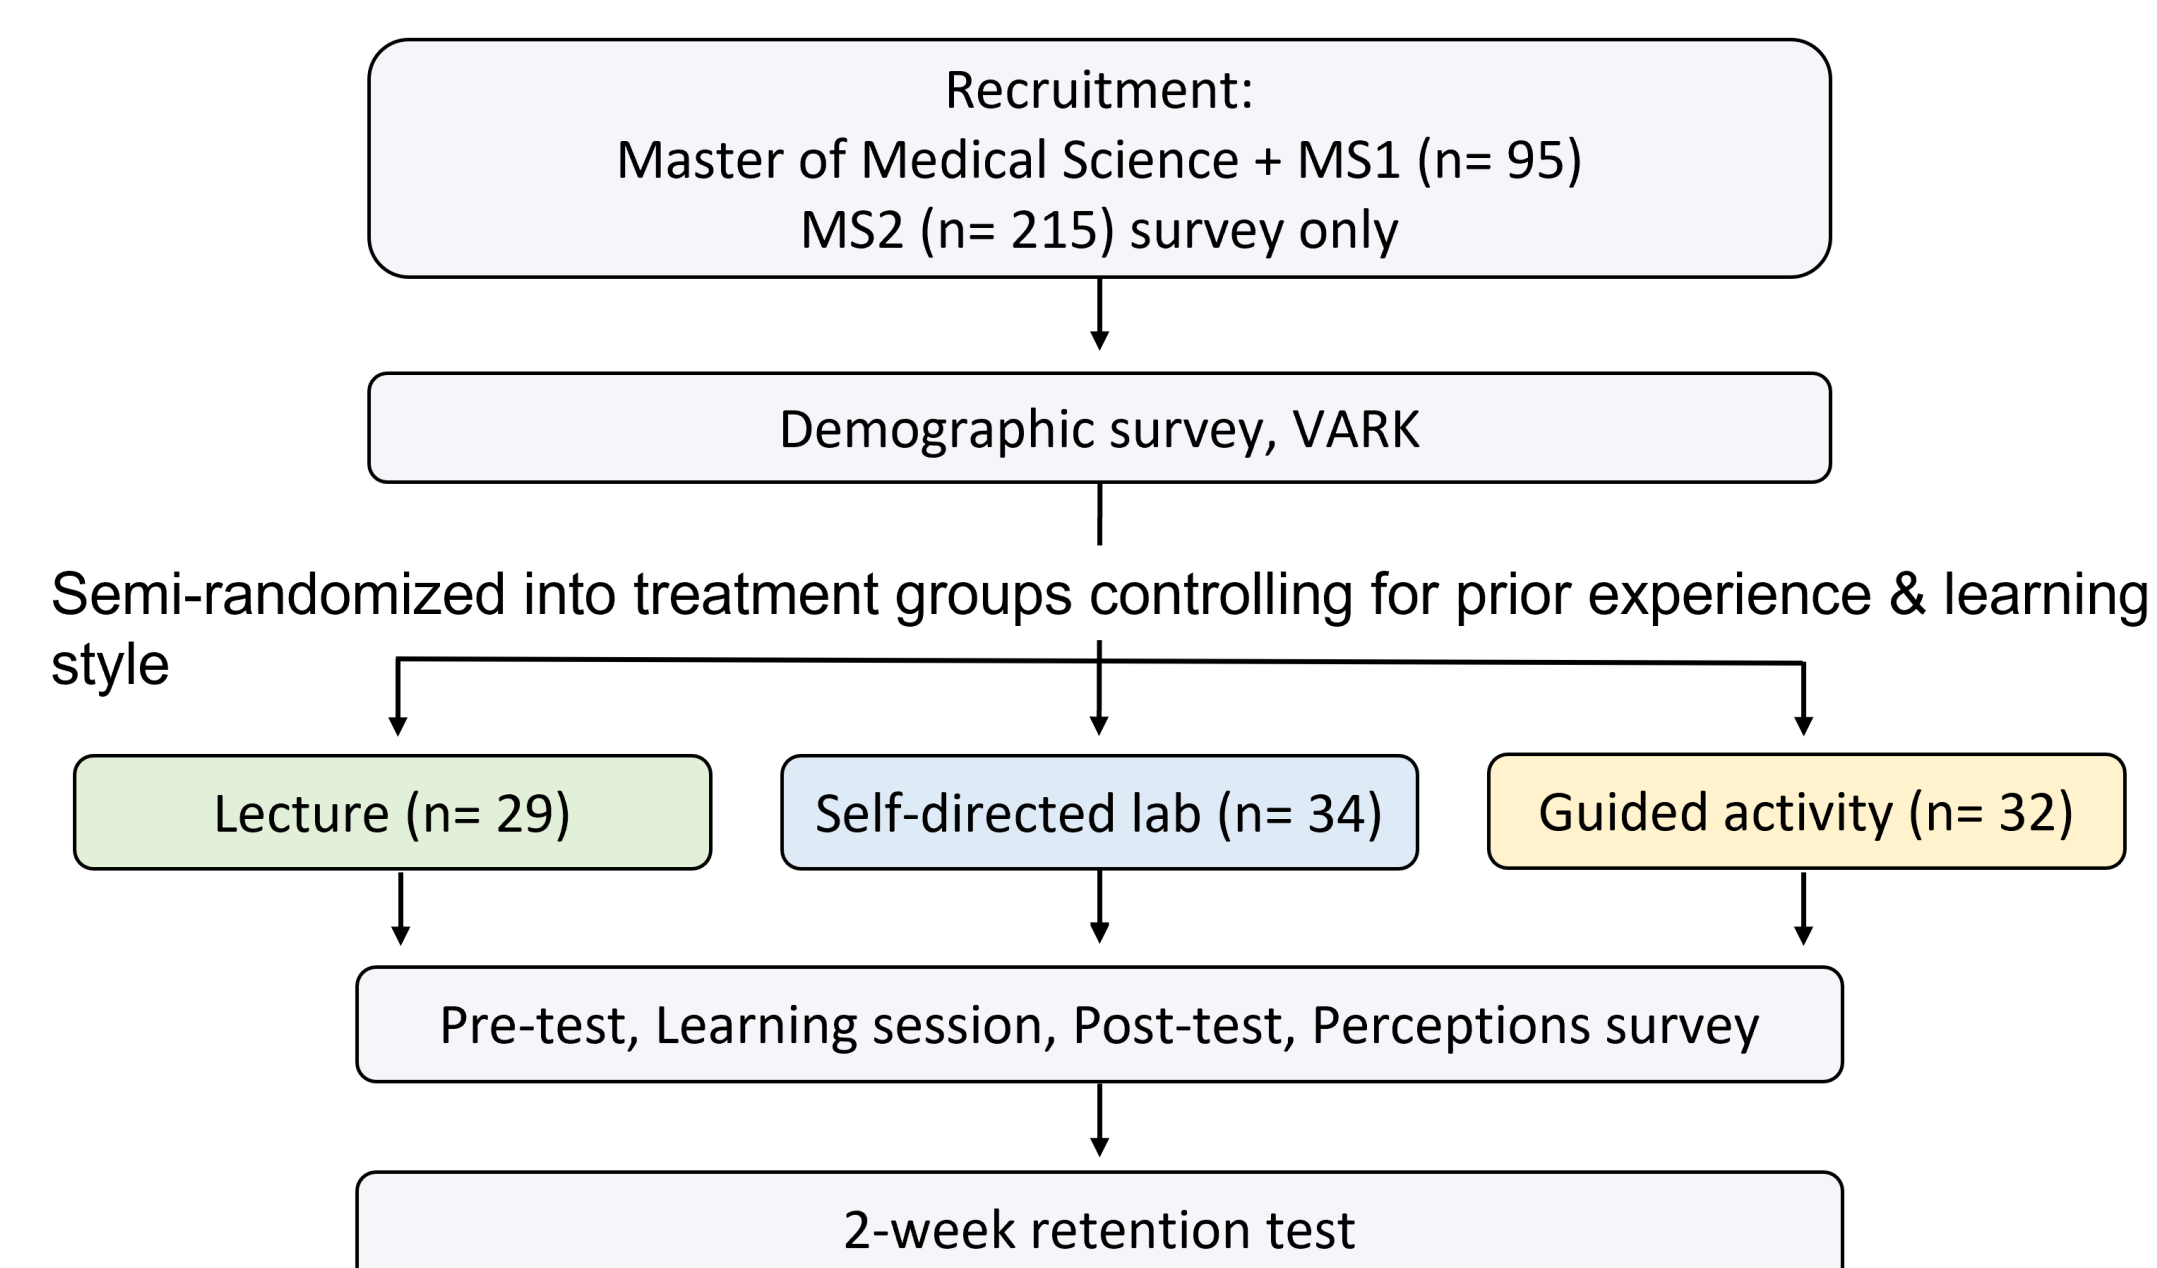 Recruitment:
Master of Medical Science + MS1 (n= 95)
MS2 (n= 215) survey only
Demographic survey, VARK
Semi-randomized into treatment groups controlling for prior experience & learning
style
Lecture (n= 29)
Self-directed lab (n= 34)
Guided activity (n= 32)
Pre-test, Learning session, Post-test, Perceptions survey
2-week retention test